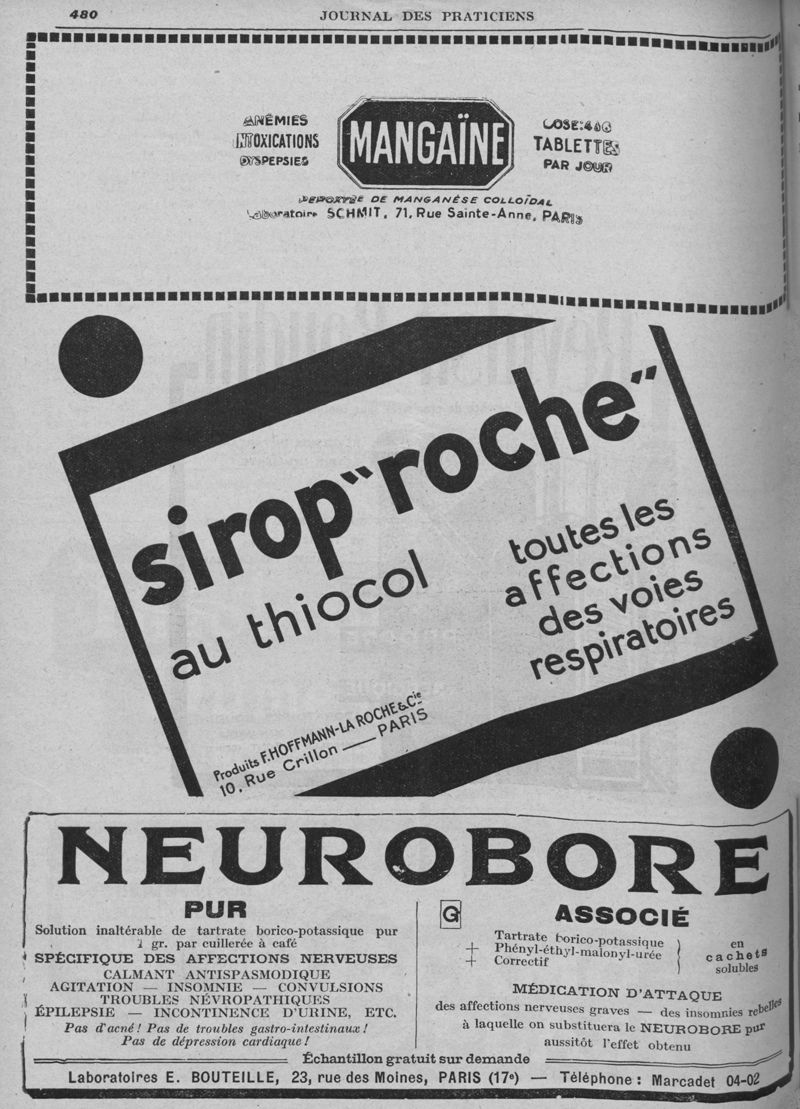 480
JOURNAL DES PRATICIENS
ANÉMIES
INTOXICATIONS
DYSPEPSIES
MANGAÏNE
DOSE: 4 à 6
TABLETTES
PAR JOUR
DE MANGANÈSE COLLOÏDAL
Laboratoire SCHMIT, 71, Rue Sainte-Anne, PARIS
sirop "roche"
au thiocol
toutes les
affections
des voies
respiratoires
Produits F. HOFFMANN-LA ROCHE & Cie
10, Rue Crillon — PARIS
NEUROBORE
PUR
Solution inaltérable de tartrate borico-potassique pur
1 gr. par cuillerée à café
SPÉCIFIQUE DES AFFECTIONS NERVEUSES
CALMANT ANTISPASMODIQUE
AGITATION — INSOMNIE — CONVULSIONS
TROUBLES NÉVROPATHIQUES
ÉPILEPSIE — INCONTINENCE D'URINE, ETC.
Pas d'acné! Pas de troubles gastro-intestinaux!
Pas de dépression cardiaque!
G
ASSOCIÉ
Tartrate borico-potassique
+ Phényl-éthyl-malonyl-urée
+ Correctif
en
cachets
solubles
MÉDICATION D'ATTAQUE
des affections nerveuses graves — des insomnies rebelles
à laquelle on substituera le NEUROBORE pur
aussitôt l'effet obtenu
Échantillon gratuit sur demande
Laboratoires E. BOUTEILLE, 23, rue des Moines, PARIS (17e) — Téléphone : Marcadet 04-02